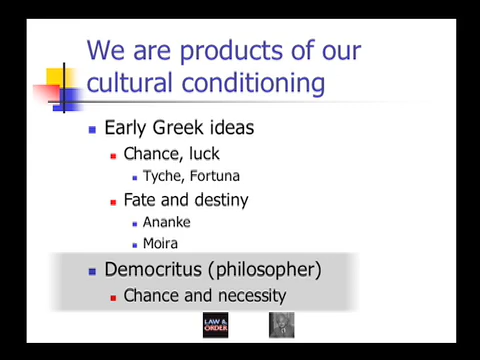 We are products of our
cultural conditioning
Early Greek ideas
Chance, luck
Tyche, Fortuna
Fate and destiny
Ananke
Moira
Democritus (philosopher)
Chance and necessity
LAW &
ORDER